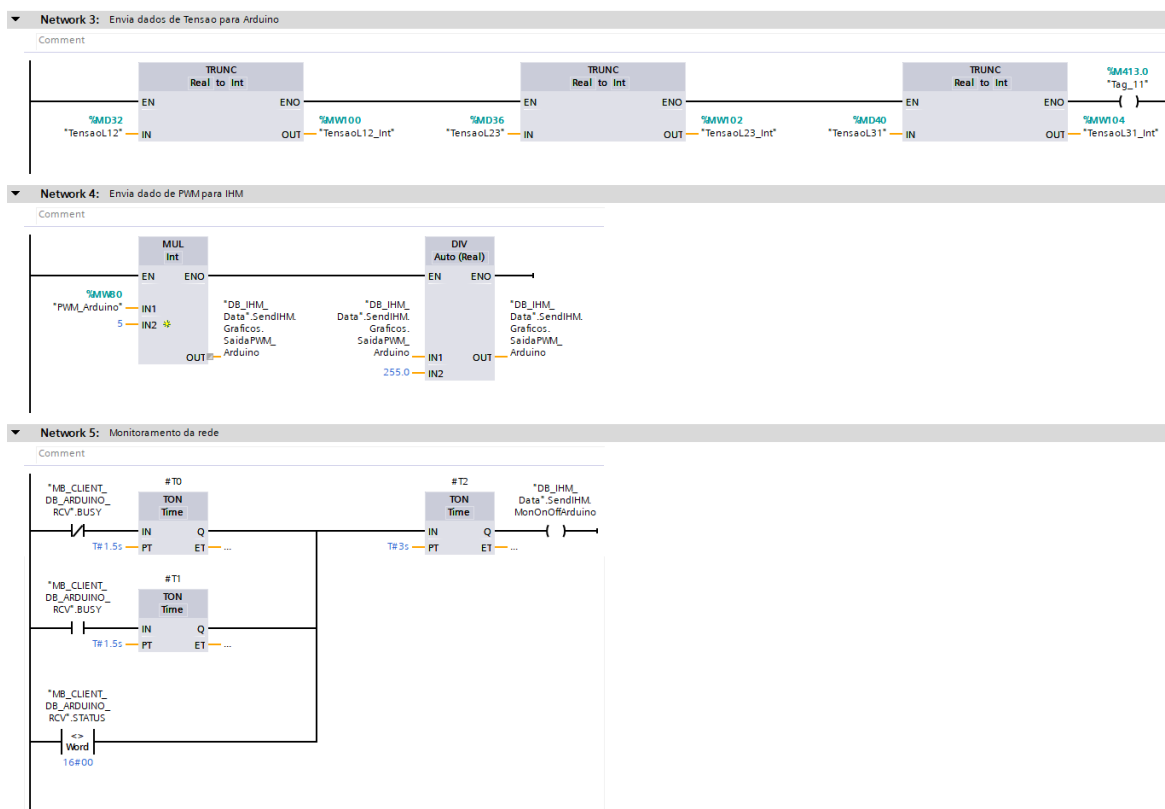 Network 3: Envia dados de Tensao para Arduino
Comment
TRUNC
Real to Int
TRUNC
Real to Int
TRUNC
Real to Int
%M413.0
"Tag_11"
EN ENO
EN ENO
EN ENO
%MD32
"TensaoL12" IN
%MW100
OUT "TensaoL12_Int"
%MD36
"TensaoL23" IN
%MW102
OUT "TensaoL23_Int"
%MD40
"TensaoL31" IN
%MW104
OUT "TensaoL31_Int"
Network 4: Envia dado de PWM para IHM
Comment
MUL
Int
EN ENO
%MW80
"PWM_Arduino" IN1
5 IN2
OUT
"DB_IHM_
Data".SendIHM.
Graficos.
SaidaPWM_
Arduino
DIV
Auto (Real)
EN ENO
"DB_IHM_
Data".SendIHM.
Graficos.
SaidaPWM_
Arduino IN1
255.0 IN2
OUT
"DB_IHM_
Data".SendIHM.
Graficos.
SaidaPWM_
Arduino
Network 5: Monitoramento da rede
Comment
"MB_CLIENT_
DB_ARDUINO_
RCV".BUSY
#T0
TON
Time
IN Q
T#1.5s PT ET ...
#T2
TON
Time
IN Q
T#3s PT ET ...
"DB_IHM_
Data".SendIHM.
MonOnOffArduino
"MB_CLIENT_
DB_ARDUINO_
RCV".BUSY
#T1
TON
Time
IN Q
T#1.5s PT ET ...
"MB_CLIENT_
DB_ARDUINO_
RCV".STATUS
<>
Word
16#00